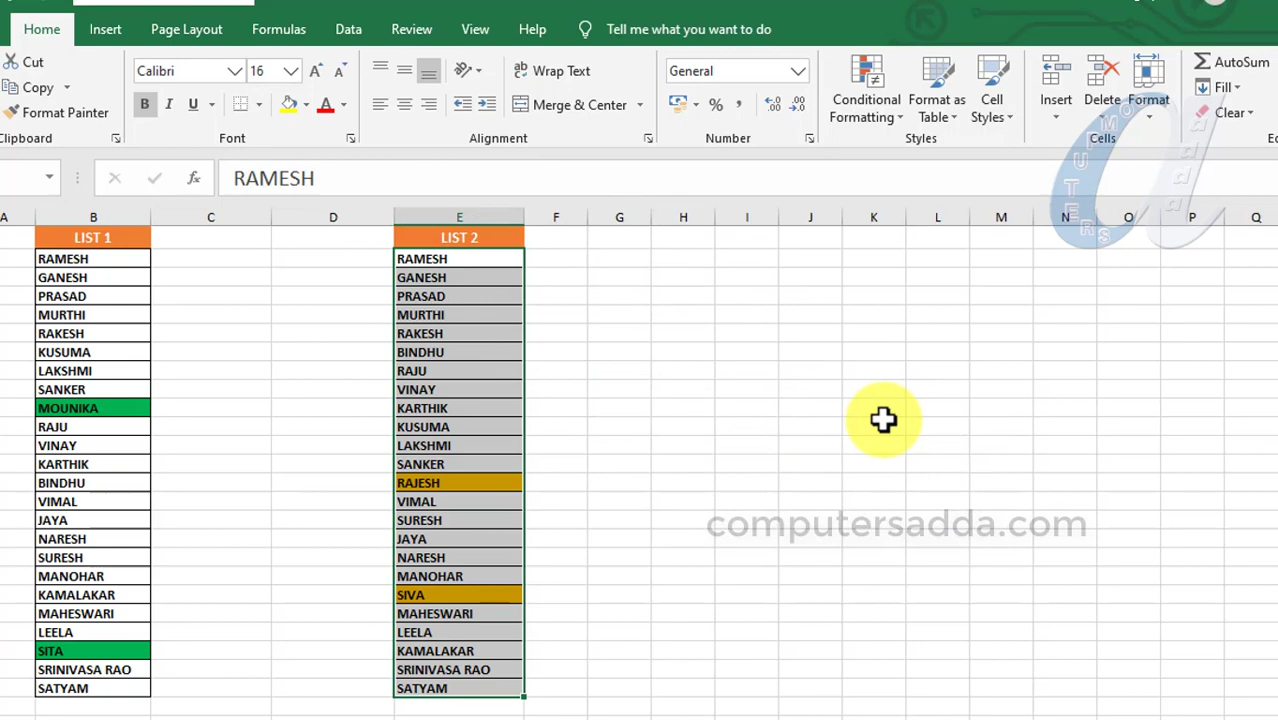 Home Insert Page Layout Formulas Data Review View Help Tell me what you want to do
Cut
Copy
Format Painter
Clipboard
Calibri 16
B I U
Font
Wrap Text
Merge & Center
Alignment
General
% ,
Number
Conditional Formatting
Format as Table
Cell Styles
Styles
Insert Delete Format
Cells
AutoSum
Fill
Clear
COMPUTERS
adda
RAMESH
A B C D E F G H I J K L M N O P Q
LIST 1 LIST 2
RAMESH RAMESH
GANESH GANESH
PRASAD PRASAD
MURTHI MURTHI
RAKESH RAKESH
KUSUMA BINDHU
LAKSHMI RAJU
SANKER VINAY
MOUNIKA KARTHIK
RAJU KUSUMA
VINAY LAKSHMI
KARTHIK SANKER
BINDHU RAJESH
VIMAL VIMAL
JAYA SURESH
NARESH JAYA
SURESH NARESH
MANOHAR MANOHAR
KAMALAKAR SIVA
MAHESWARI MAHESWARI
LEELA LEELA
SITA KAMALAKAR
SRINIVASA RAO SRINIVASA RAO
SATYAM SATYAM
computersadda.com